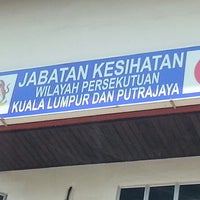 JABATAN KESIHATAN
WILAYAH PERSEKUTUAN
KUALA LUMPUR DAN PUTRAJAYA